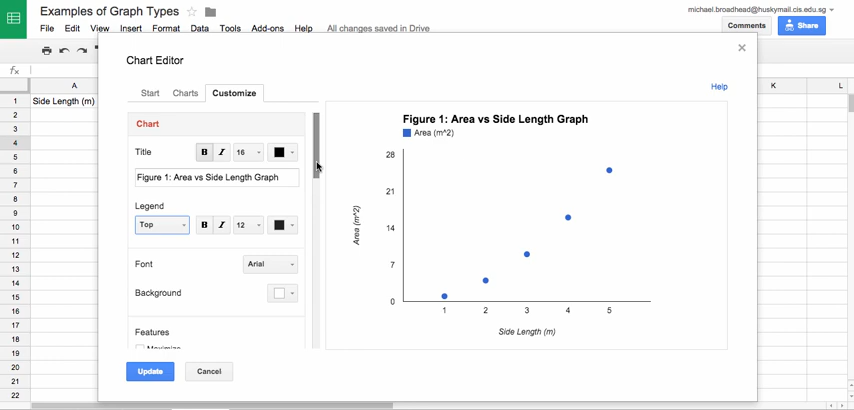 Examples of Graph Types
michael.broadhead@huskymail.cis.edu.sg
File Edit View Insert Format Data Tools Add-ons Help All changes saved in Drive
Comments Share
fx
Chart Editor
Help
Start Charts Customize
A K L
1 Side Length (m)
2
3
4
5
6
7
8
9
10
11
12
13
14
15
16
17
18
19
20
21
22
Chart
Title B I 16
Figure 1: Area vs Side Length Graph
Legend
Top B I 12
Font Arial
Background
Features
Maximize
Update Cancel
Figure 1: Area vs Side Length Graph
Area (m^2)
28
21
14
7
0
Area (m^2)
1 2 3 4 5
Side Length (m)